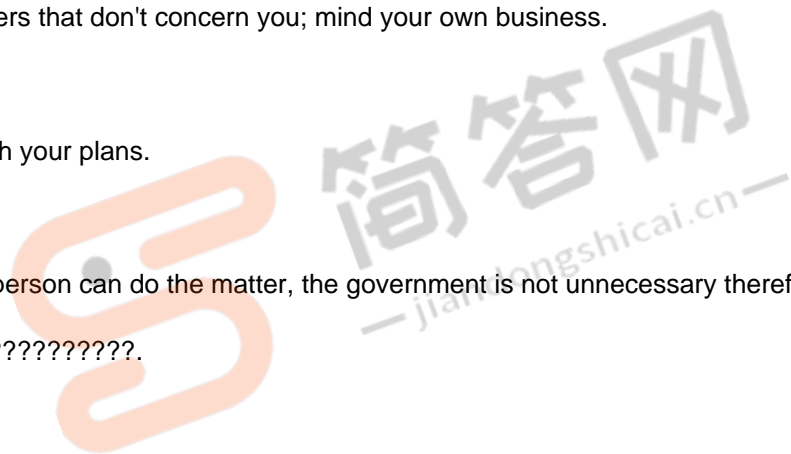 ers that don't concern you; mind your own business.
h your plans.
person can do the matter, the government is not unnecessary theref
??????????.
简答网
—jiandongshicai.cn—